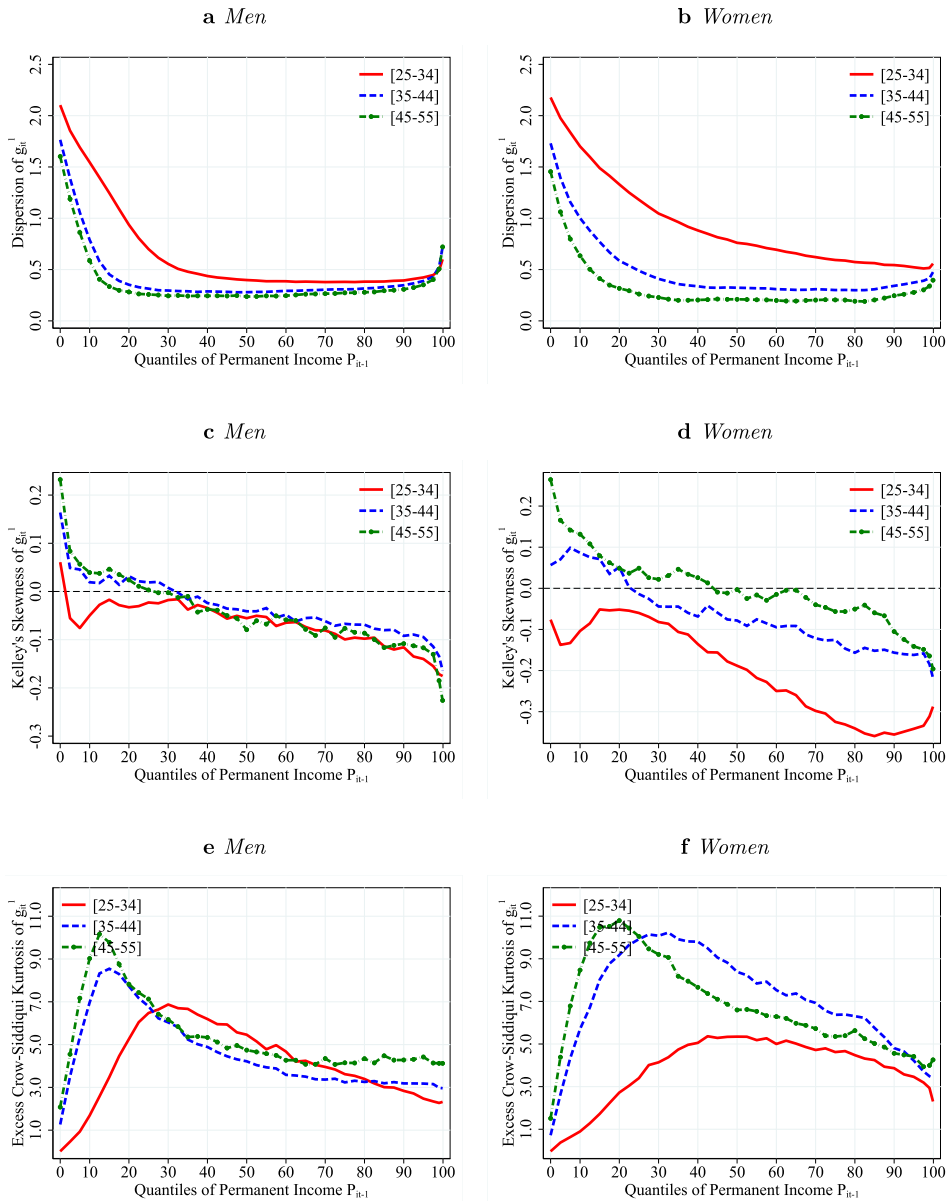 a Men
b Women
Dispersion of g_it^1
2.5
2.0
1.5
1.0
0.5
0.0
[25-34]
[35-44]
[45-55]
0 10 20 30 40 50 60 70 80 90 100
Quantiles of Permanent Income P_it-1
Dispersion of g_it^1
2.5
2.0
1.5
1.0
0.5
0.0
[25-34]
[35-44]
[45-55]
0 10 20 30 40 50 60 70 80 90 100
Quantiles of Permanent Income P_it-1
c Men
d Women
Kelley's Skewness of g_it^1
0.2
0.1
0.0
-0.1
-0.2
-0.3
[25-34]
[35-44]
[45-55]
0 10 20 30 40 50 60 70 80 90 100
Quantiles of Permanent Income P_it-1
Kelley's Skewness of g_it^1
0.2
0.1
0.0
-0.1
-0.2
-0.3
[25-34]
[35-44]
[45-55]
0 10 20 30 40 50 60 70 80 90 100
Quantiles of Permanent Income P_it-1
e Men
f Women
Excess Crow-Siddiqui Kurtosis of g_it^1
11.0
9.0
7.0
5.0
3.0
1.0
[25-34]
[35-44]
[45-55]
0 10 20 30 40 50 60 70 80 90 100
Quantiles of Permanent Income P_it-1
Excess Crow-Siddiqui Kurtosis of g_it^1
11.0
9.0
7.0
5.0
3.0
1.0
[25-34]
[35-44]
[45-55]
0 10 20 30 40 50 60 70 80 90 100
Quantiles of Permanent Income P_it-1